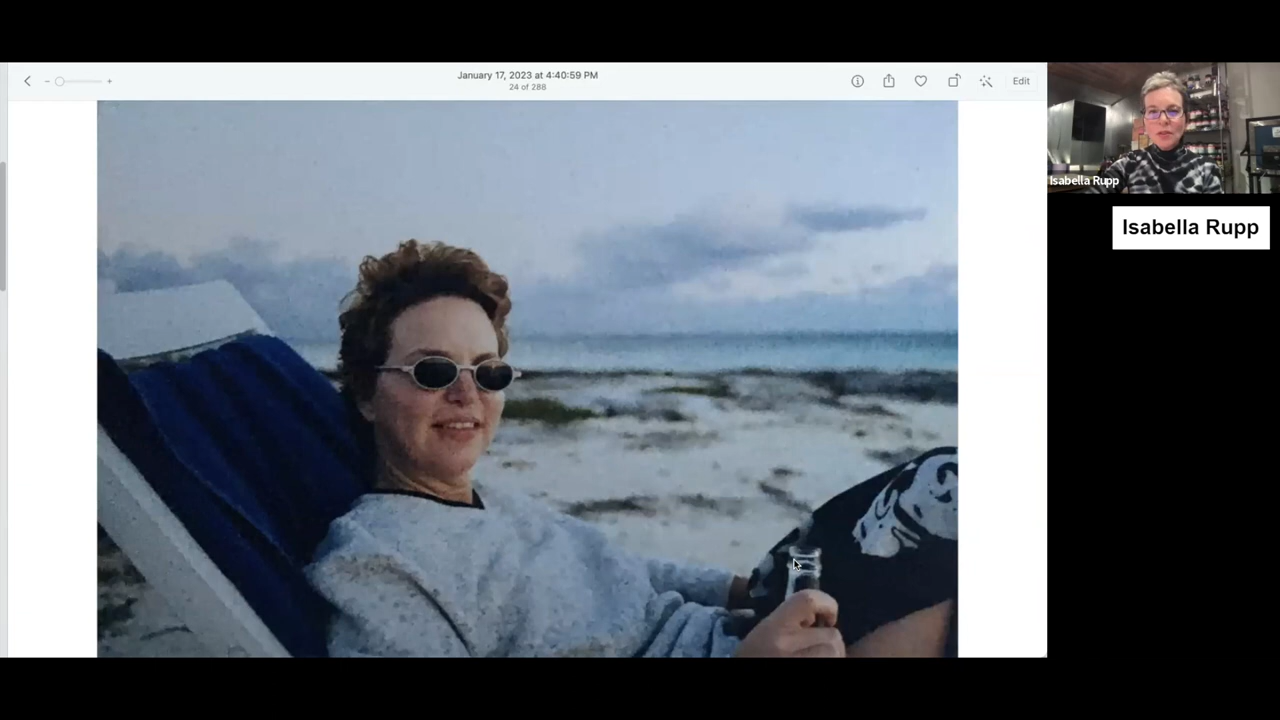 January 17, 2023 at 4:40:59 PM
24 of 288
Edit
Isabella Rupp
Isabella Rupp